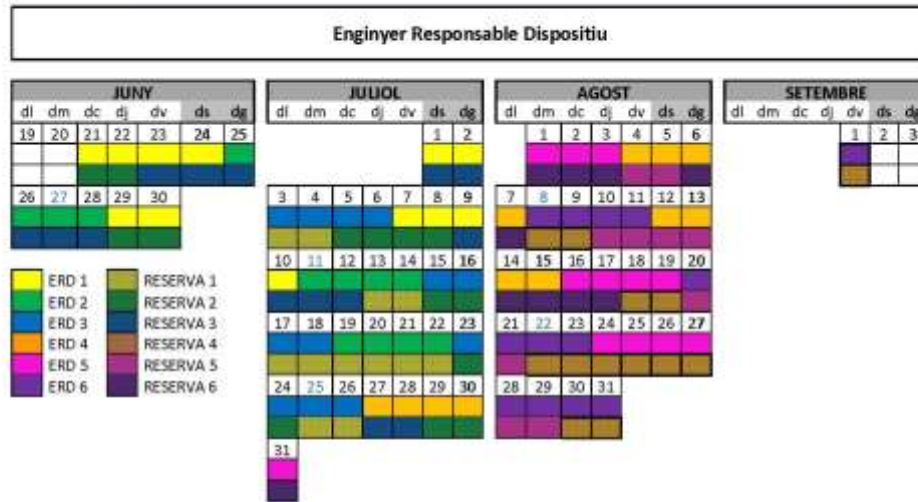 Enginyer Responsable Dispositiu
JUNY
dl dm dc dj dv ds dg
19 20 21 22 23 24 25
26 27 28 29 30
ERD 1 RESERVA 1
ERD 2 RESERVA 2
ERD 3 RESERVA 3
ERD 4 RESERVA 4
ERD 5 RESERVA 5
ERD 6 RESERVA 6
JULIOL
dl dm dc dj dv ds dg
1 2
3 4 5 6 7 8 9
10 11 12 13 14 15 16
17 18 19 20 21 22 23
24 25 26 27 28 29 30
31
AGOST
dl dm dc dj dv ds dg
1 2 3 4 5 6
7 8 9 10 11 12 13
14 15 16 17 18 19 20
21 22 23 24 25 26 27
28 29 30 31
SETEMBRE
dl dm dc dj dv ds dg
1 2 3